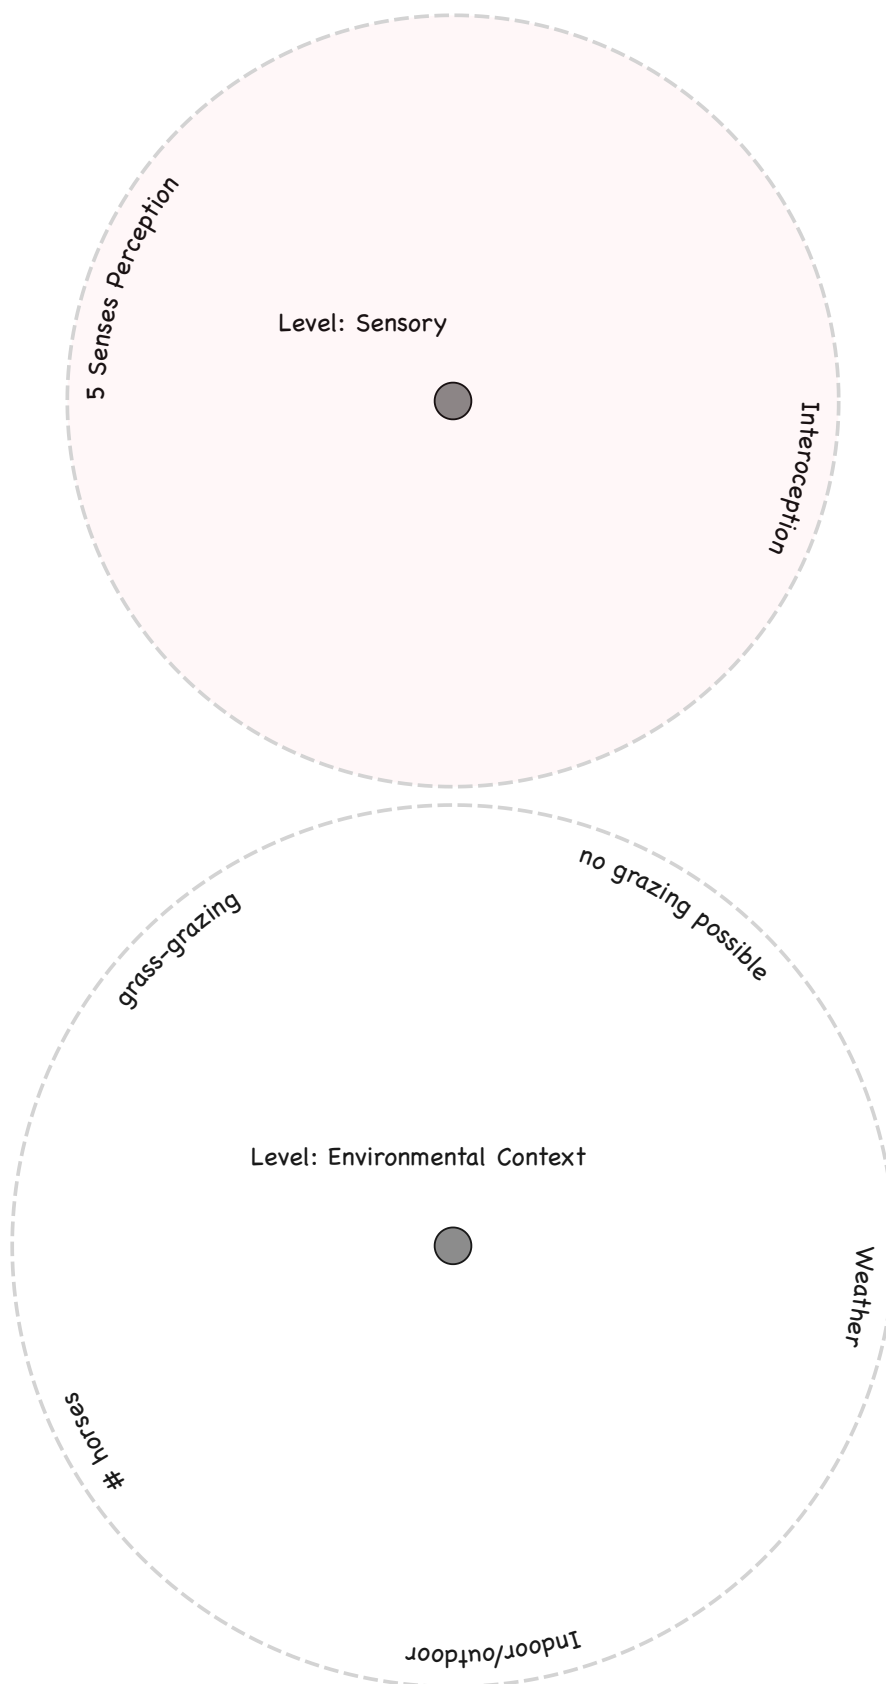 5 Senses Perception
Level: Sensory
Interoception
no grazing possible
grass-grazing
Level: Environmental Context
Weather
# horses
Indoor/outdoor